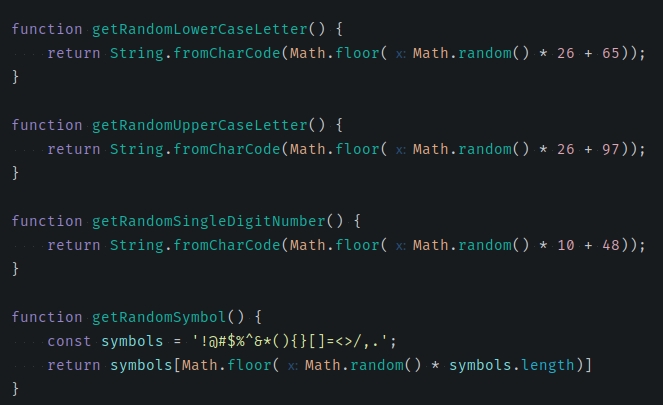 function getRandomLowerCaseLetter() {
    return String.fromCharCode(Math.floor( x: Math.random() * 26 + 65));
}
function getRandomUpperCaseLetter() {
    return String.fromCharCode(Math.floor( x: Math.random() * 26 + 97));
}
function getRandomSingleDigitNumber() {
    return String.fromCharCode(Math.floor( x: Math.random() * 10 + 48));
}
function getRandomSymbol() {
    const symbols = '!@#$%^&*(){}[]=<>/,.';
    return symbols[Math.floor( x: Math.random() * symbols.length)]
}